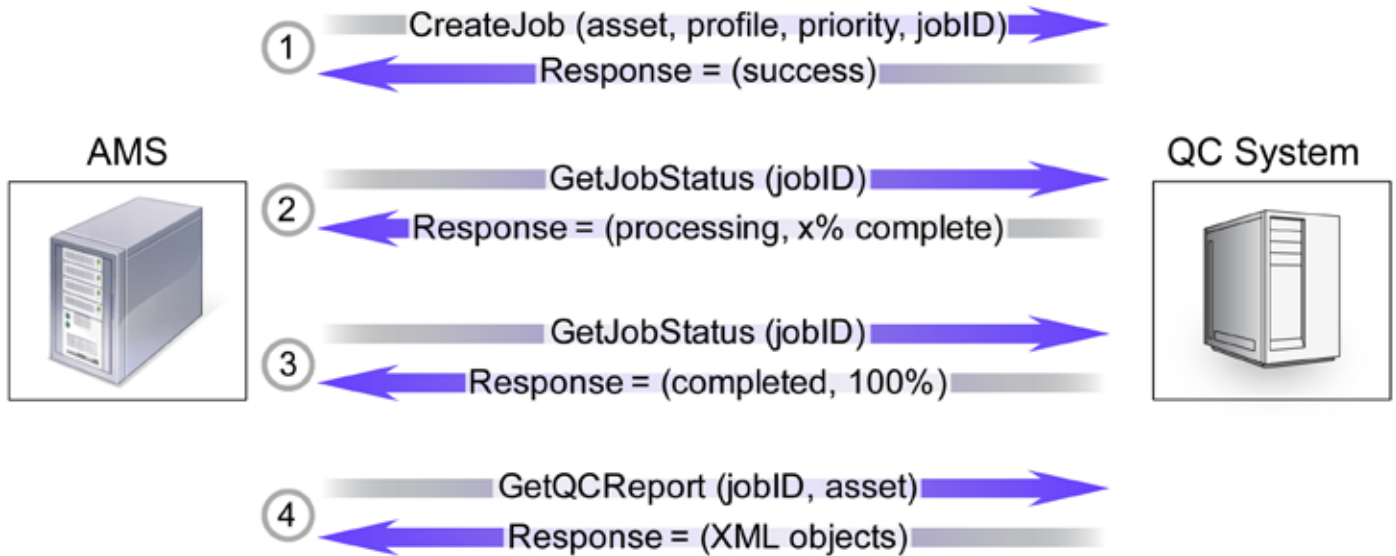 1
CreateJob (asset, profile, priority, jobID)
Response = (success)
AMS
QC System
2
GetJobStatus (jobID)
Response = (processing, x% complete)
3
GetJobStatus (jobID)
Response = (completed, 100%)
4
GetQCReport (jobID, asset)
Response = (XML objects)